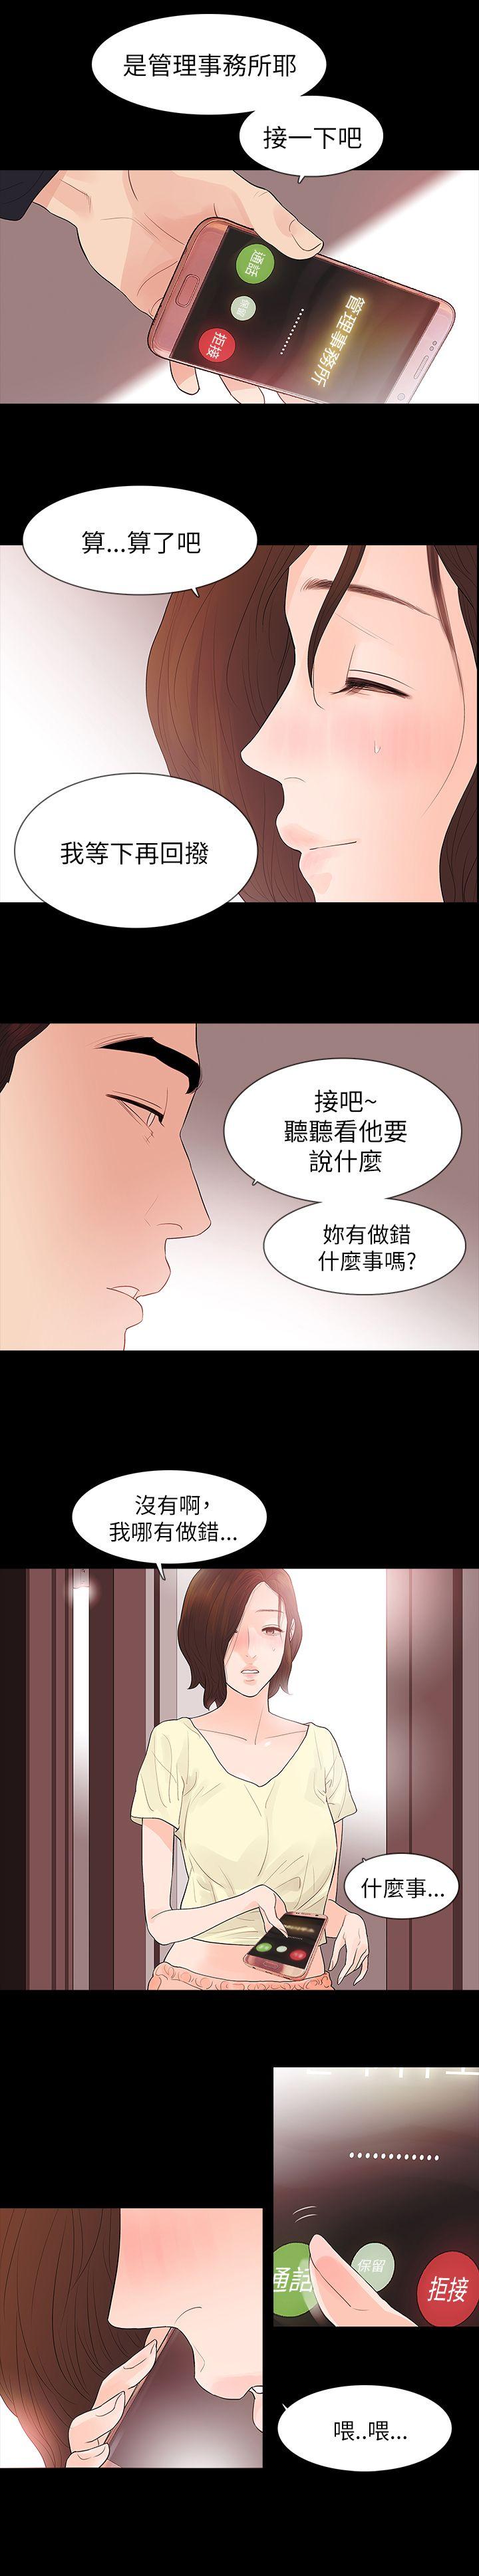 是管理事務所耶
接一下吧
通話
保留
拒接
管理事務所
............
算...算了吧
我等下再回撥
接吧~
聽聽看他要
說什麼
妳有做錯
什麼事嗎?
沒有啊,
我哪有做錯...
什麼事...
............
通話
保留
拒接
喂..喂...